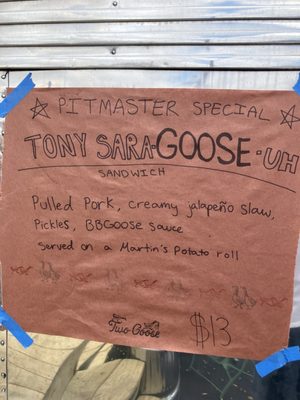 PITMASTER SPECIAL
TONY SARA-GOOSE-UH
SANDWICH
Pulled Pork, creamy jalapeño slaw,
Pickles, BBGOOSE sauce
served on a Martin's Potato roll
Two Goose
$13